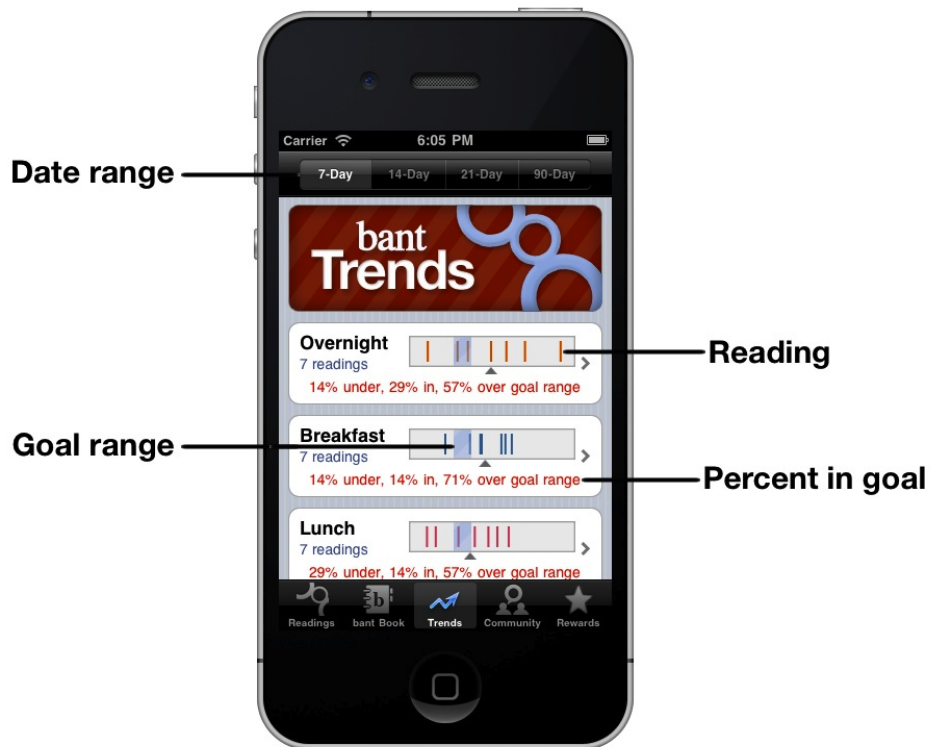 Carrier 6:05 PM
Date range
7-Day 14-Day 21-Day 90-Day
bant
Trends
Overnight
7 readings
14% under, 29% in, 57% over goal range
Reading
Goal range
Breakfast
7 readings
14% under, 14% in, 71% over goal range
Percent in goal
Lunch
7 readings
29% under, 14% in, 57% over goal range
b
Readings bant Book Trends Community Rewards